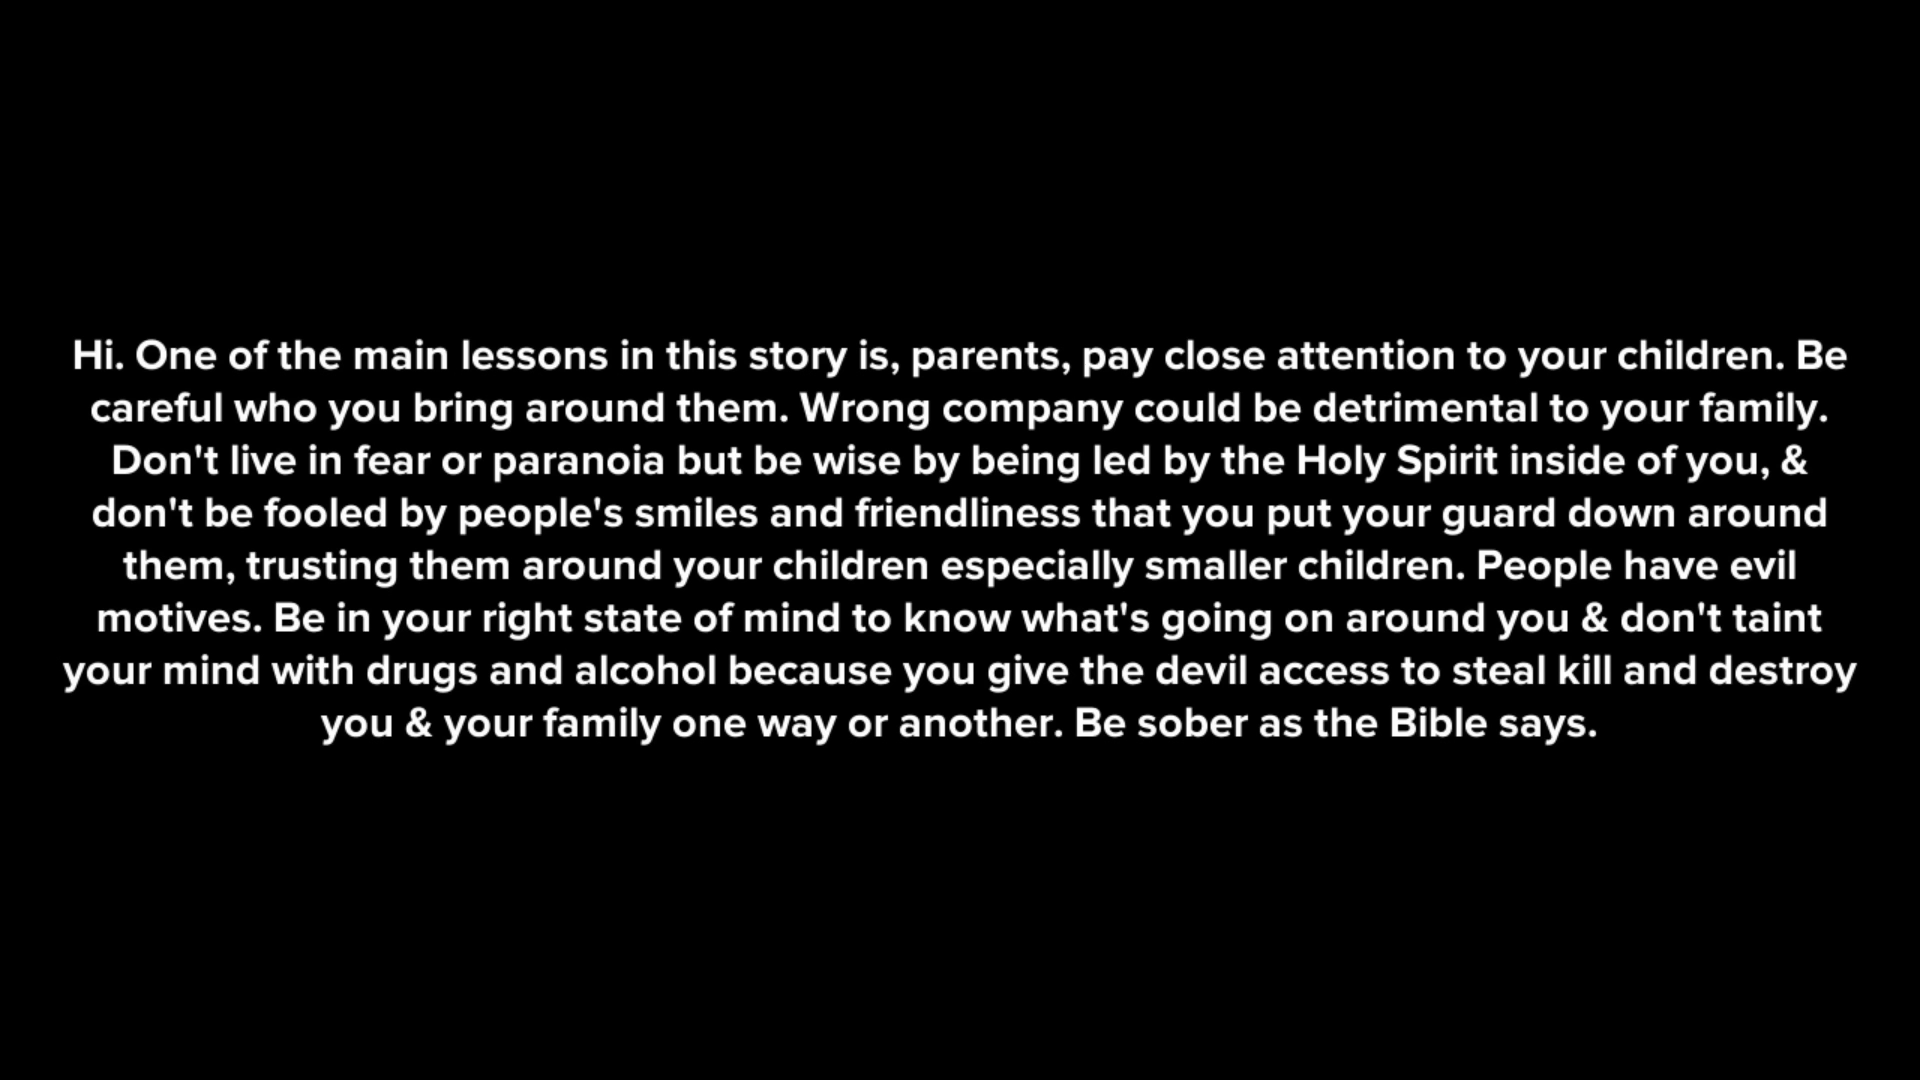 Hi. One of the main lessons in this story is, parents, pay close attention to your children. Be
careful who you bring around them. Wrong company could be detrimental to your family.
Don't live in fear or paranoia but be wise by being led by the Holy Spirit inside of you, &
don't be fooled by people's smiles and friendliness that you put your guard down around
them, trusting them around your children especially smaller children. People have evil
motives. Be in your right state of mind to know what's going on around you & don't taint
your mind with drugs and alcohol because you give the devil access to steal kill and destroy
you & your family one way or another. Be sober as the Bible says.